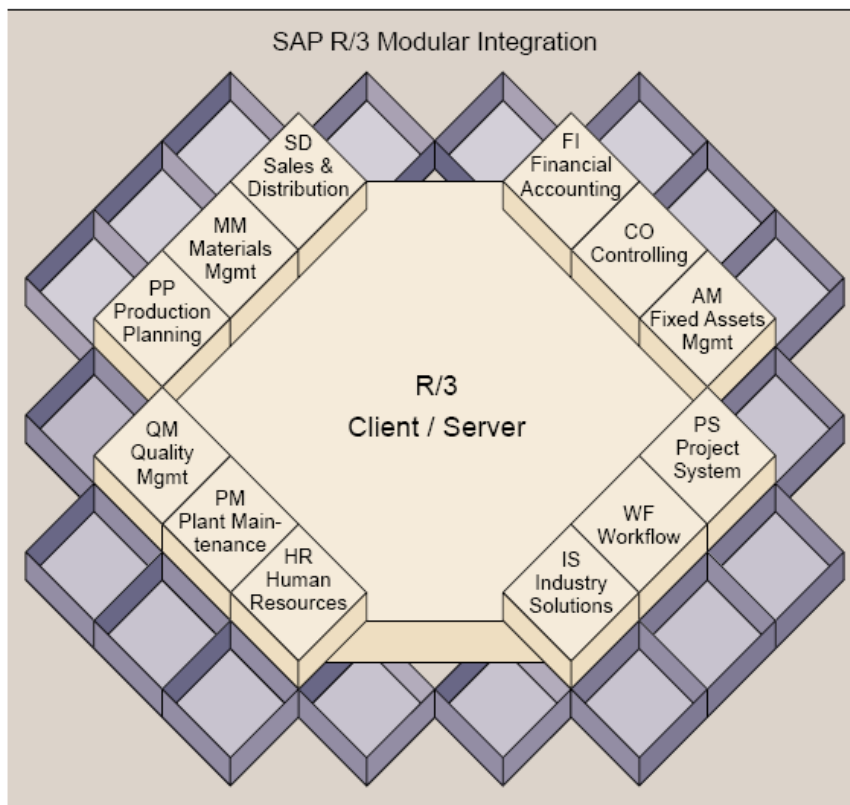 SAP R/3 Modular Integration
SD
Sales &
Distribution
MM
Materials
Mgmt
PP
Production
Planning
FI
Financial
Accounting
CO
Controlling
AM
Fixed Assets
Mgmt
R/3
Client / Server
QM
Quality
Mgmt
PM
Plant Main-
tenance
HR
Human
Resources
PS
Project
System
WF
Workflow
IS
Industry
Solutions